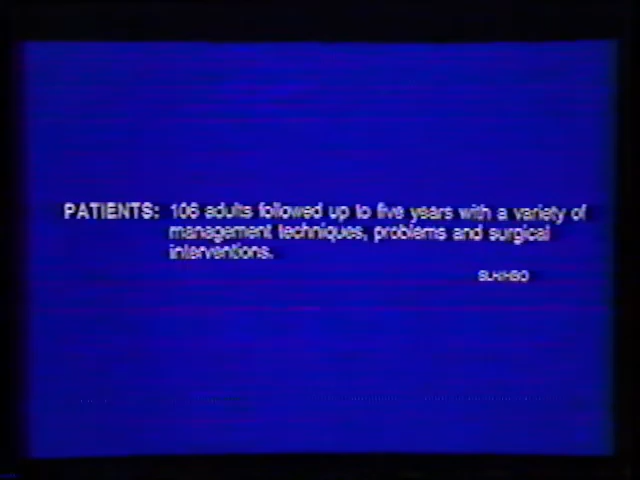 PATIENTS: 106 adults followed up to five years with a variety of
management techniques, problems and surgical
interventions.